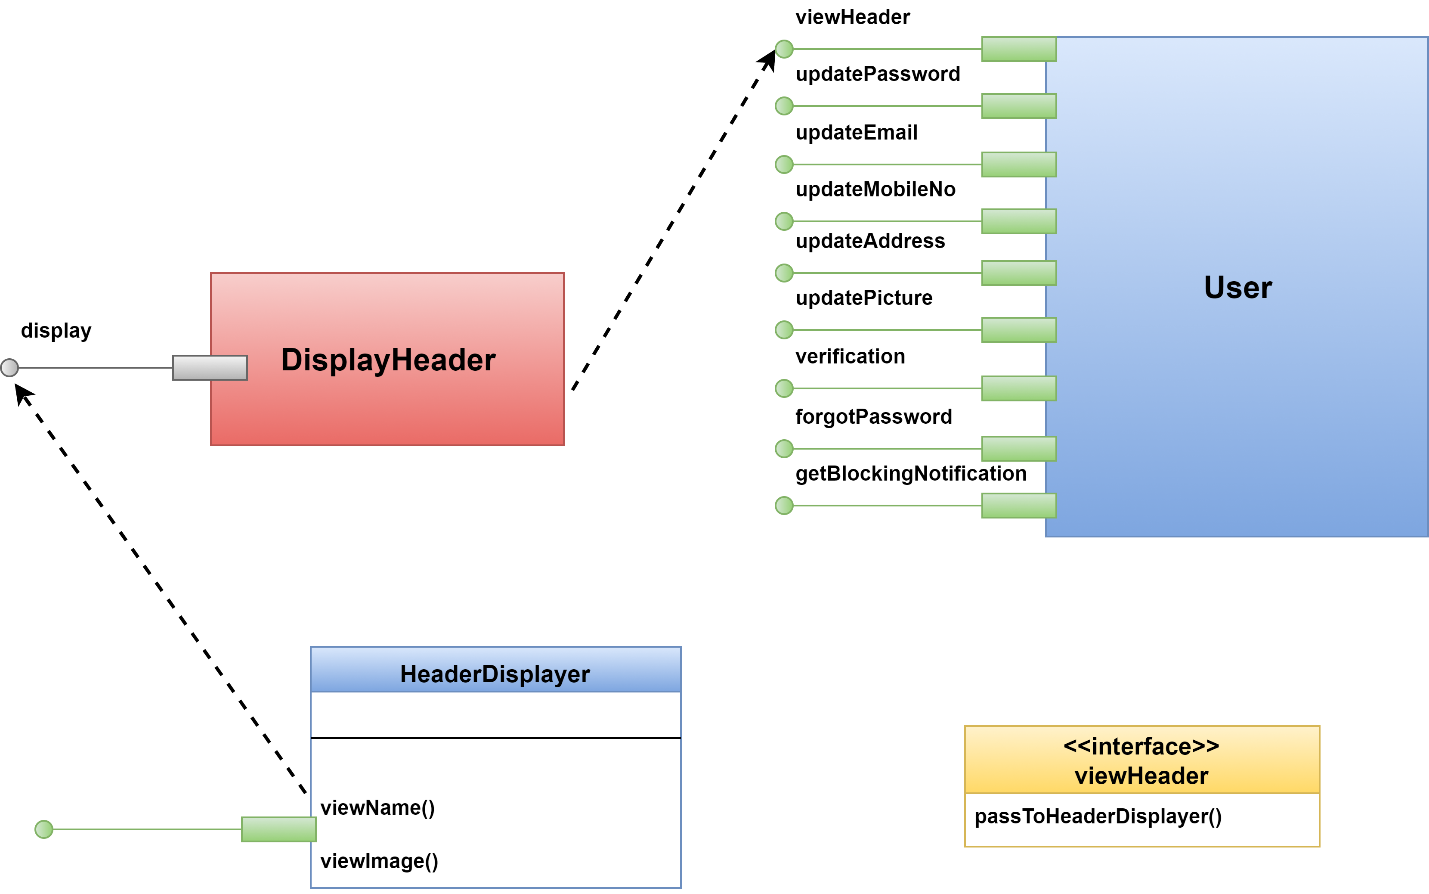 viewHeader
updatePassword
updateEmail
updateMobileNo
updateAddress
updatePicture
verification
forgotPassword
getBlockingNotification
User
display
DisplayHeader
HeaderDisplayer
viewName()
viewImage()
<<interface>>
viewHeader
passToHeaderDisplayer()